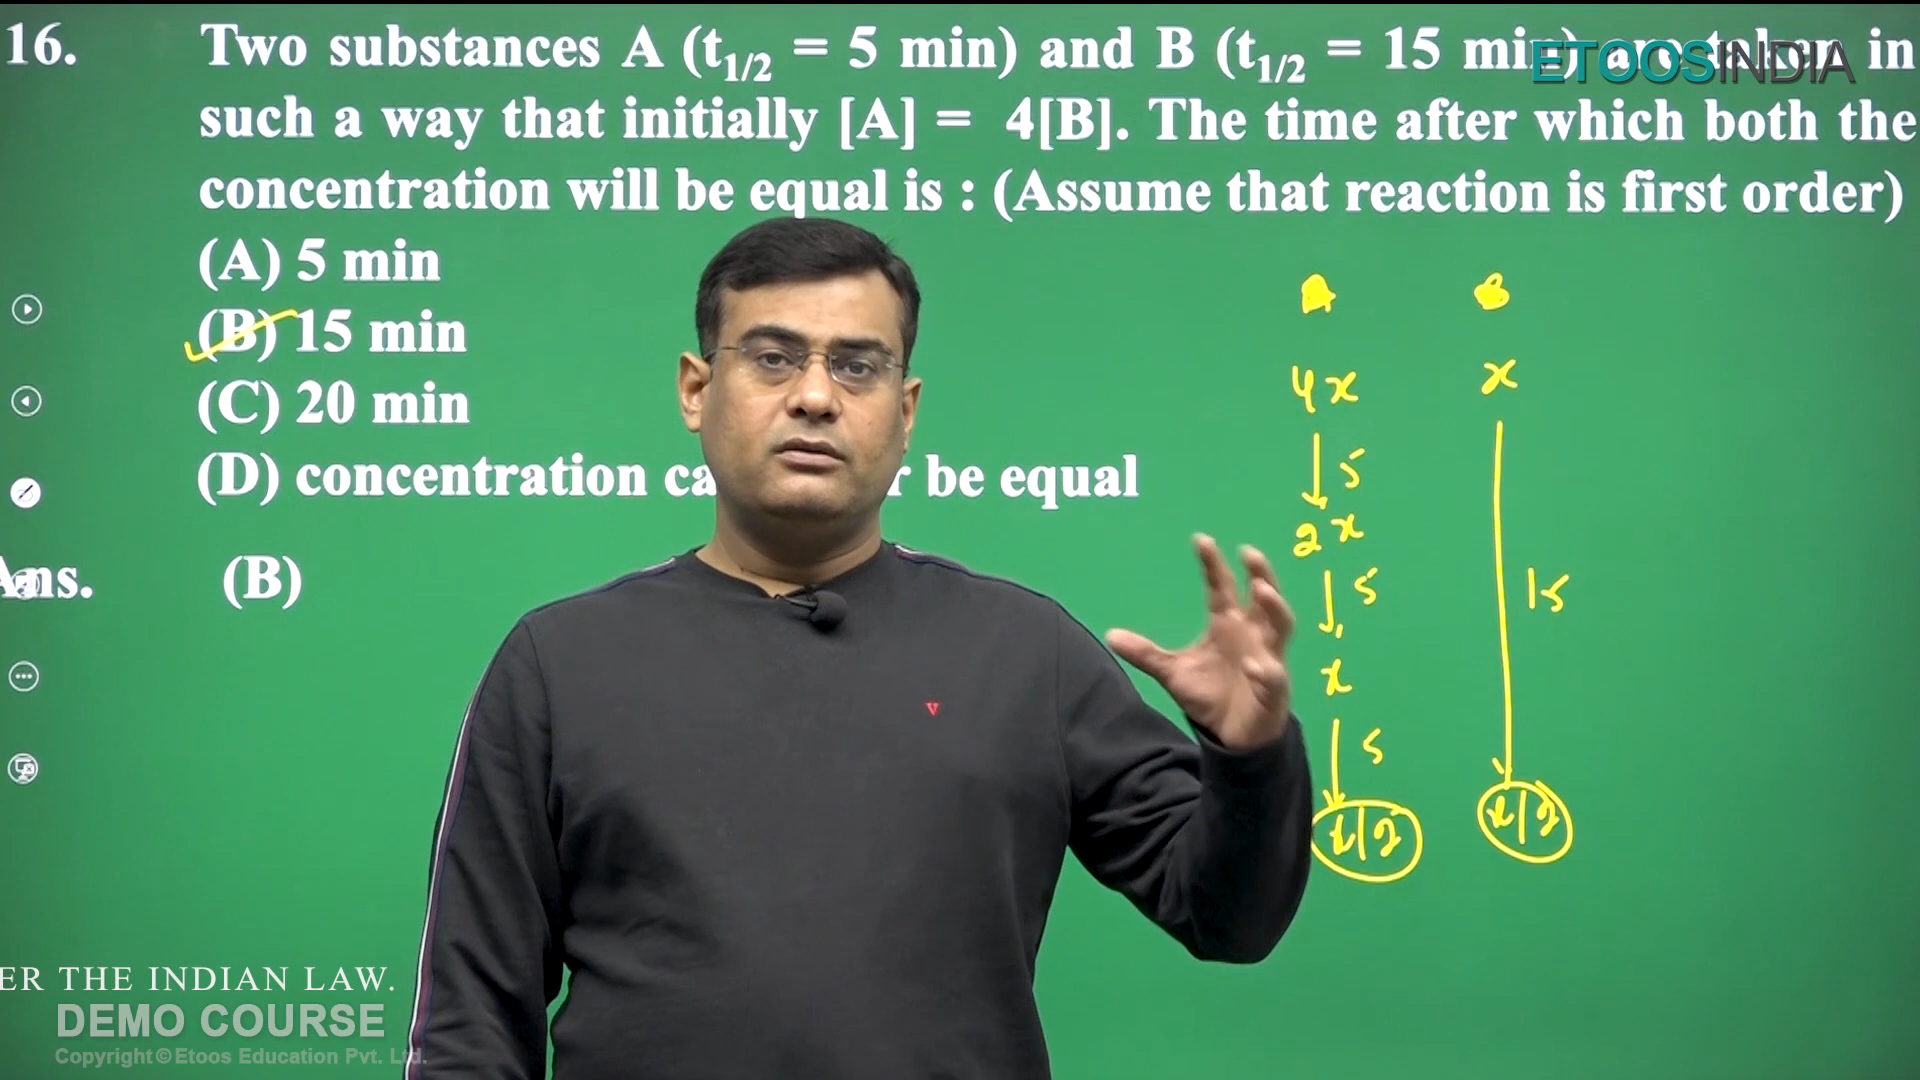 16. Two substances A (t1/2 = 5 min) and B (t1/2 = 15 min) are taken in
such a way that initially [A] = 4[B]. The time after which both the
concentration will be equal is : (Assume that reaction is first order)
(A) 5 min
(B) 15 min
(C) 20 min
(D) concentration ca r be equal
Ans. (B)
ETOOSINDIA
A B
4x x
5
2x
5 15
x
5
x/2 x/2
V
ER THE INDIAN LAW.
DEMO COURSE
Copyright © Etoos Education Pvt. Ltd.